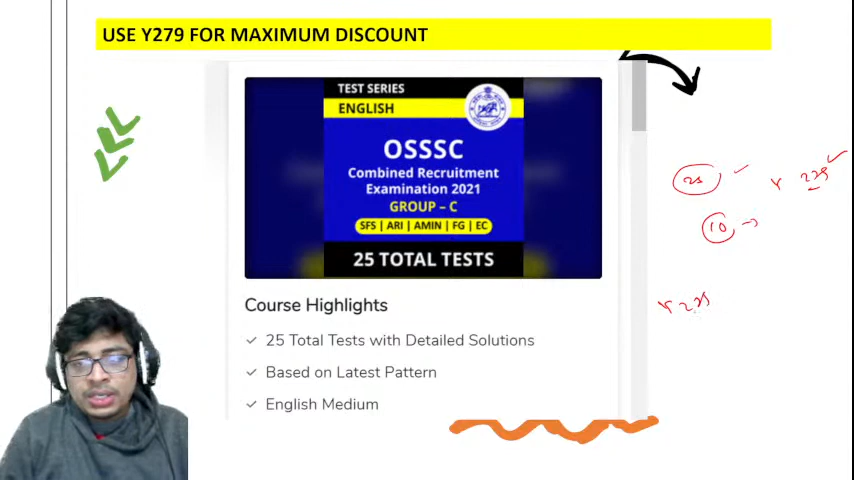 USE Y279 FOR MAXIMUM DISCOUNT
TEST SERIES
ENGLISH
OSSSC
Combined Recruitment
Examination 2021
GROUP – C
SFS | ARI | AMIN | FG | EC
25 TOTAL TESTS
10
Course Highlights
25 Total Tests with Detailed Solutions
Based on Latest Pattern
English Medium